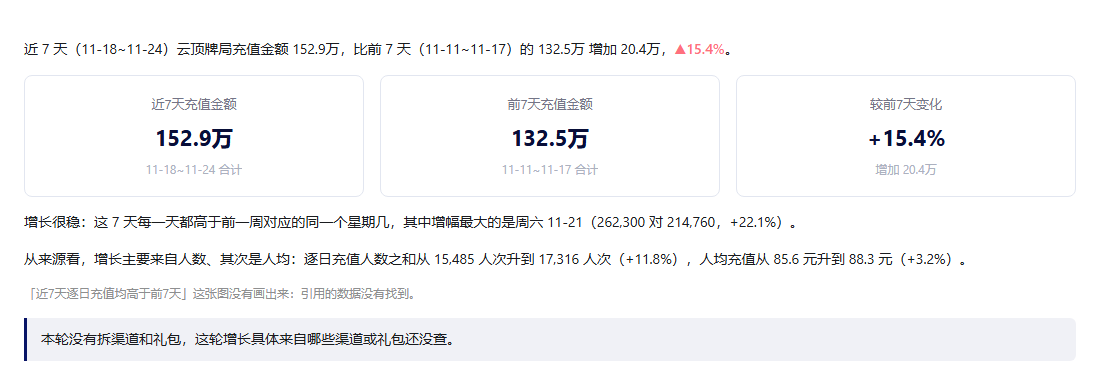 近 7 天（11-18~11-24）云顶牌局充值金额 152.9万，比前 7 天（11-11~11-17）的 132.5万 增加 20.4万，▲15.4%。
近7天充值金额
152.9万
11-18~11-24 合计
前7天充值金额
132.5万
11-11~11-17 合计
较前7天变化
+15.4%
增加 20.4万
增长很稳：这 7 天每一天都高于前一周对应的同一个星期几，其中增幅最大的是周六 11-21（262,300 对 214,760，+22.1%）。
从来源看，增长主要来自人数、其次是人均：逐日充值人数之和从 15,485 人次升到 17,316 人次（+11.8%），人均充值从 85.6 元升到 88.3 元（+3.2%）。
「近7天逐日充值均高于前7天」这张图没有画出来：引用的数据没有找到。
本轮没有拆渠道和礼包，这轮增长具体来自哪些渠道或礼包还没查。